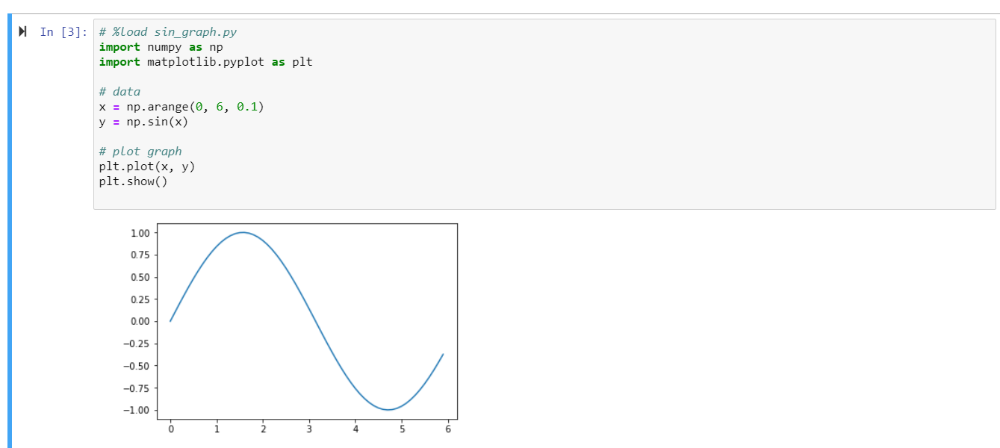 In [3]: # %load sin_graph.py
import numpy as np
import matplotlib.pyplot as plt
# data
x = np.arange(0, 6, 0.1)
y = np.sin(x)
# plot graph
plt.plot(x, y)
plt.show()
1.00
0.75
0.50
0.25
0.00
−0.25
−0.50
−0.75
−1.00
0 1 2 3 4 5 6